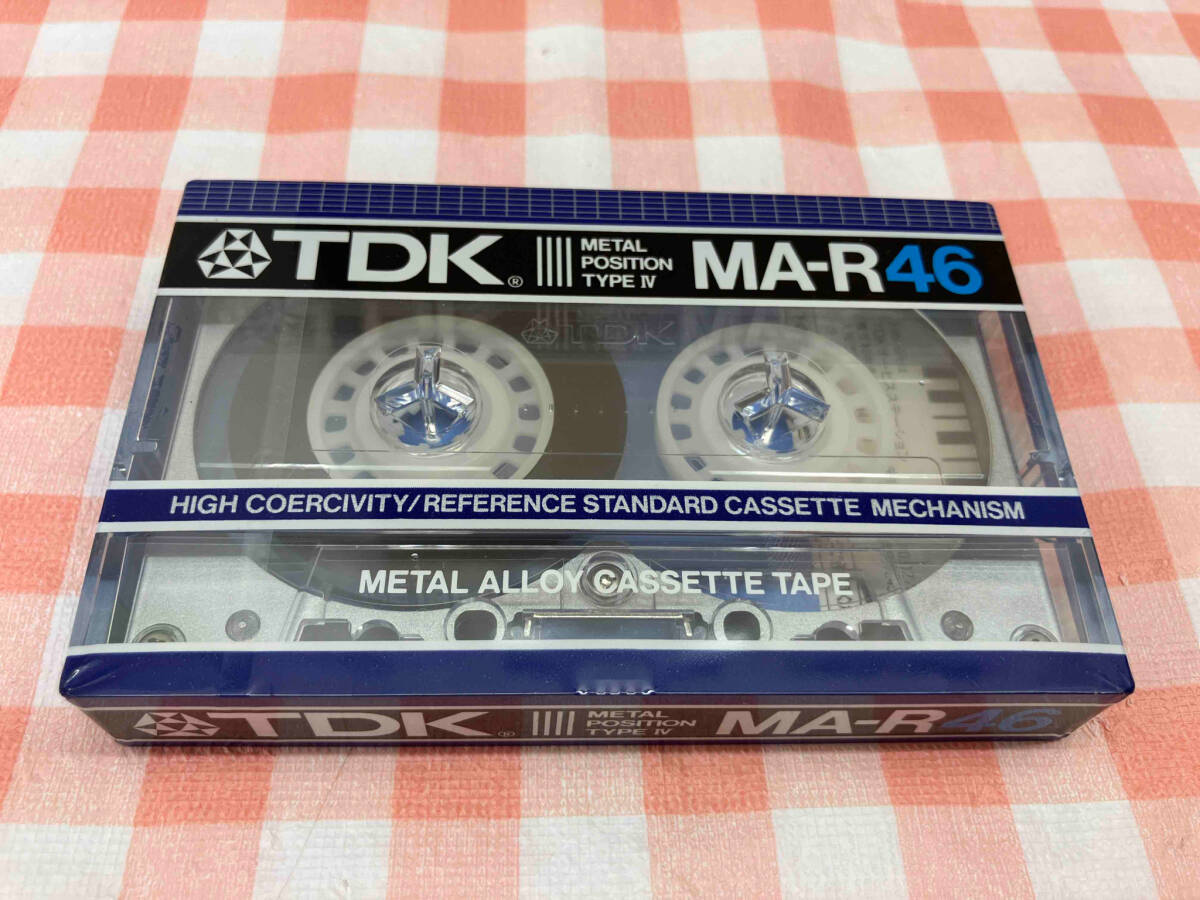 TDK®
METAL
POSITION
TYPE IV
MA-R46
TDK
HIGH COERCIVITY/REFERENCE STANDARD CASSETTE MECHANISM
METAL ALLOY CASSETTE TAPE
TDK®
METAL
POSITION
TYPE IV
MA-R46